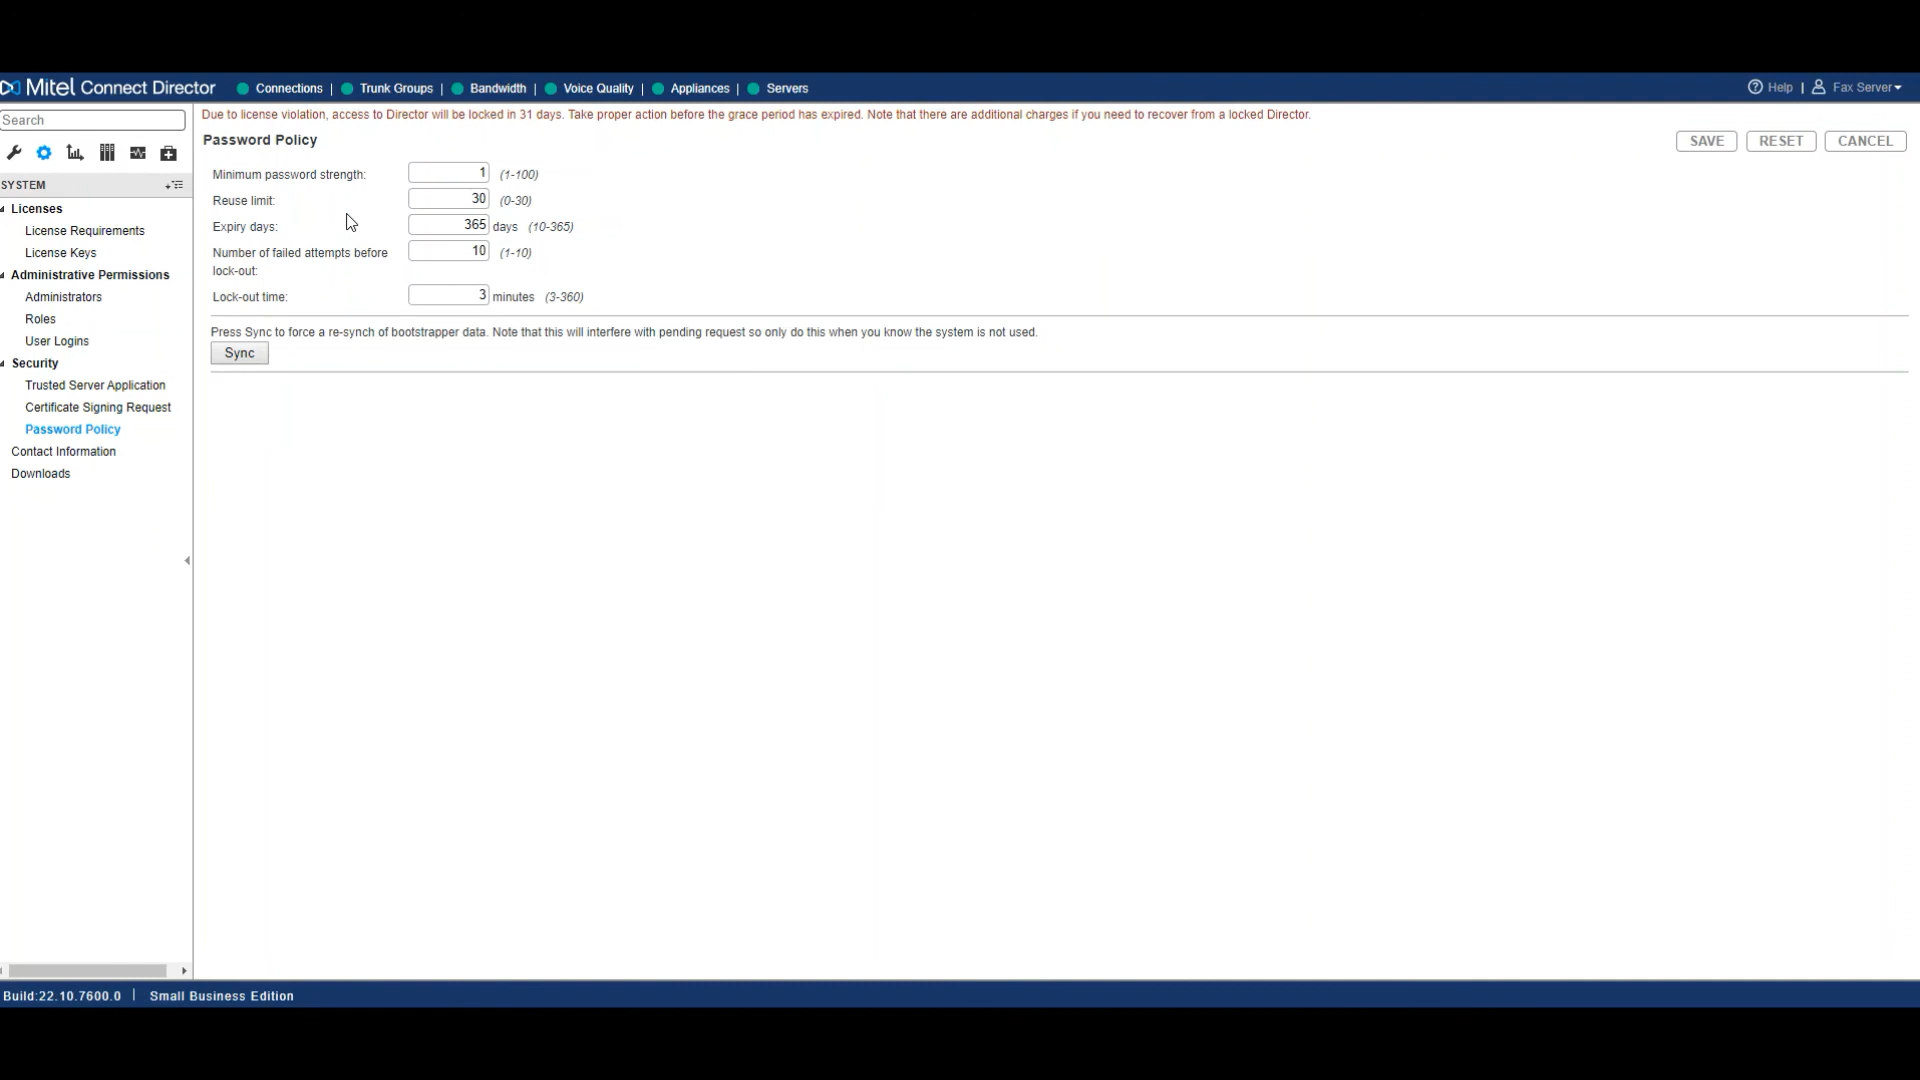 Mitel Connect Director
Connections | Trunk Groups | Bandwidth | Voice Quality | Appliances | Servers
Help | Fax Server
Search
Due to license violation, access to Director will be locked in 31 days. Take proper action before the grace period has expired. Note that there are additional charges if you need to recover from a locked Director.
Password Policy
SAVE RESET CANCEL
SYSTEM
Licenses
License Requirements
License Keys
Administrative Permissions
Administrators
Roles
User Logins
Security
Trusted Server Application
Certificate Signing Request
Password Policy
Contact Information
Downloads
Minimum password strength: 1 (1-100)
Reuse limit: 30 (0-30)
Expiry days: 365 days (10-365)
Number of failed attempts before 10 (1-10)
lock-out:
Lock-out time: 3 minutes (3-360)
Press Sync to force a re-synch of bootstrapper data. Note that this will interfere with pending request so only do this when you know the system is not used.
Sync
Build:22.10.7600.0 | Small Business Edition